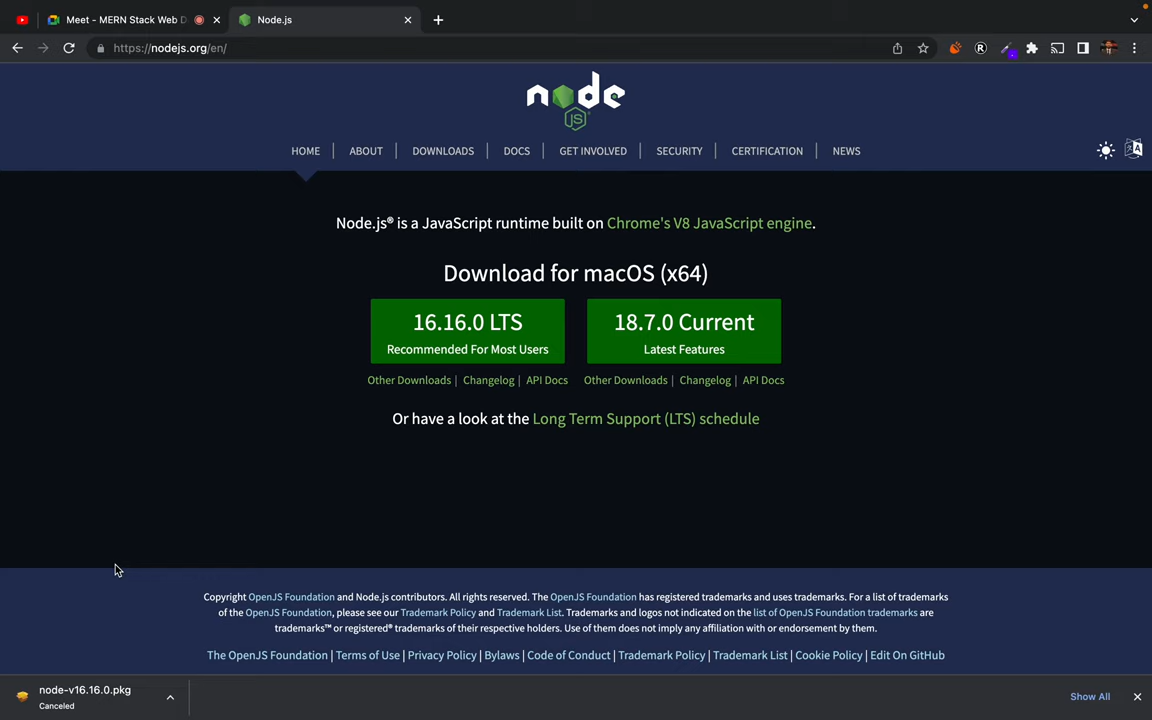 Meet - MERN Stack Web D
Node.js
https://nodejs.org/en/
R
node
JS
HOME | ABOUT | DOWNLOADS | DOCS | GET INVOLVED | SECURITY | CERTIFICATION | NEWS
Node.js® is a JavaScript runtime built on Chrome's V8 JavaScript engine.
Download for macOS (x64)
16.16.0 LTS
Recommended For Most Users
18.7.0 Current
Latest Features
Other Downloads | Changelog | API Docs
Other Downloads | Changelog | API Docs
Or have a look at the Long Term Support (LTS) schedule
Copyright OpenJS Foundation and Node.js contributors. All rights reserved. The OpenJS Foundation has registered trademarks and uses trademarks. For a list of trademarks
of the OpenJS Foundation, please see our Trademark Policy and Trademark List. Trademarks and logos not indicated on the list of OpenJS Foundation trademarks are
trademarks™ or registered® trademarks of their respective holders. Use of them does not imply any affiliation with or endorsement by them.
The OpenJS Foundation | Terms of Use | Privacy Policy | Bylaws | Code of Conduct | Trademark Policy | Trademark List | Cookie Policy | Edit On GitHub
node-v16.16.0.pkg
Canceled
Show All